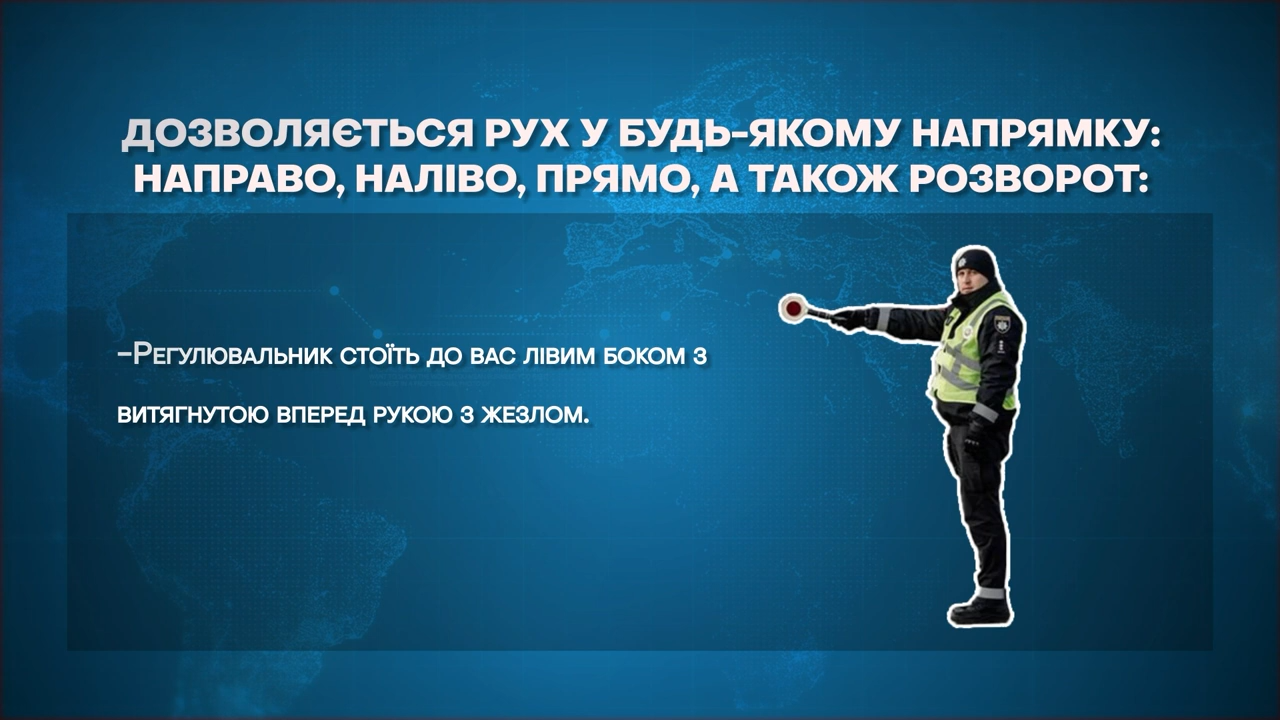 ДОЗВОЛЯЄТЬСЯ РУХ У БУДЬ-ЯКОМУ НАПРЯМКУ:
НАПРАВО, НАЛІВО, ПРЯМО, А ТАКОЖ РОЗВОРОТ:
–Регулювальник стоїть до вас лівим боком з
витягнутою вперед рукою з жезлом.